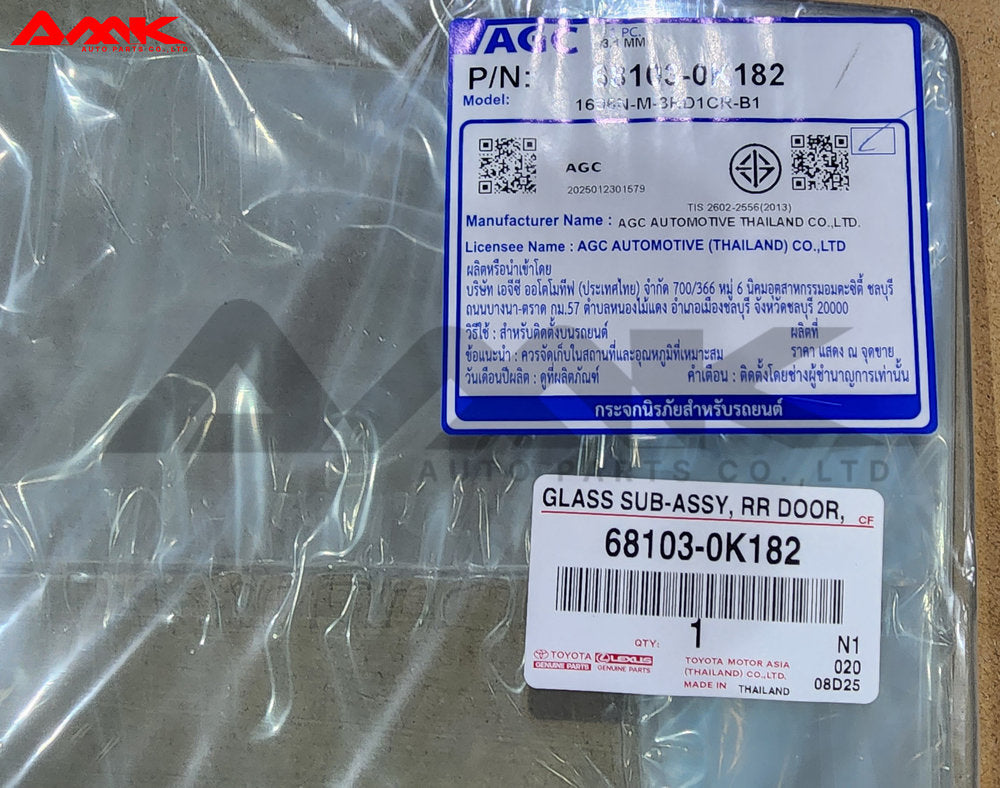 AMK
AUTO PARTS CO.,LTD
AGC
PC.
3.1 MM
P/N: 68103-0K182
Model:
AGC
2025012301579
TIS 2602-2556(2013)
Manufacturer Name : AGC AUTOMOTIVE THAILAND CO.,LTD.
Licensee Name : AGC AUTOMOTIVE (THAILAND) CO.,LTD
ผลิตหรือนำเข้าโดย
บริษัท เอจีซี ออโตโมทีฟ (ประเทศไทย) จำกัด 700/366 หมู่ 6 นิคมอุตสาหกรรมอมตะซิตี้ ชลบุรี
ถนนบางนา-ตราด กม.57 ตำบลหนองไม้แดง อำเภอเมืองชลบุรี จังหวัดชลบุรี 20000
วิธีใช้ : สำหรับติดตั้งบนรถยนต์ ผลิตที่
ข้อแนะนำ : ควรจัดเก็บในสถานที่และอุณหภูมิที่เหมาะสม ราคา แสดง ณ จุดขาย
วันเดือนปีผลิต : ดูที่ผลิตภัณฑ์ คำเตือน : ติดตั้งโดยช่างผู้ชำนาญการเท่านั้น
กระจกนิรภัยสำหรับรถยนต์
AMK
AUTO PARTS CO.,LTD
GLASS SUB-ASSY, RR DOOR, CF
68103-0K182
QTY: 1 N1
TOYOTA LEXUS TOYOTA MOTOR ASIA 020
GENUINE PARTS GENUINE PARTS (THAILAND) CO.,LTD. 08D25
MADE IN THAILAND